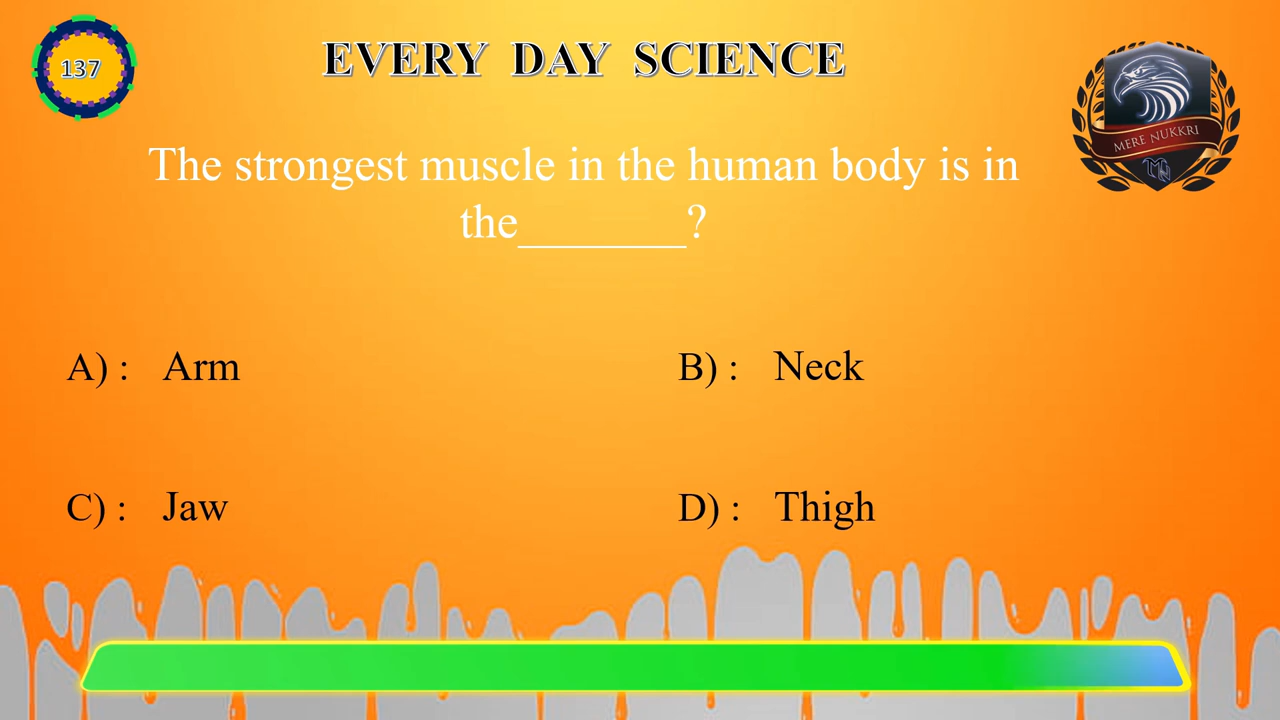 137
EVERY DAY SCIENCE
MERE NUKKRI
MN
The strongest muscle in the human body is in
the_______?
A) : Arm
B) : Neck
C) : Jaw
D) : Thigh